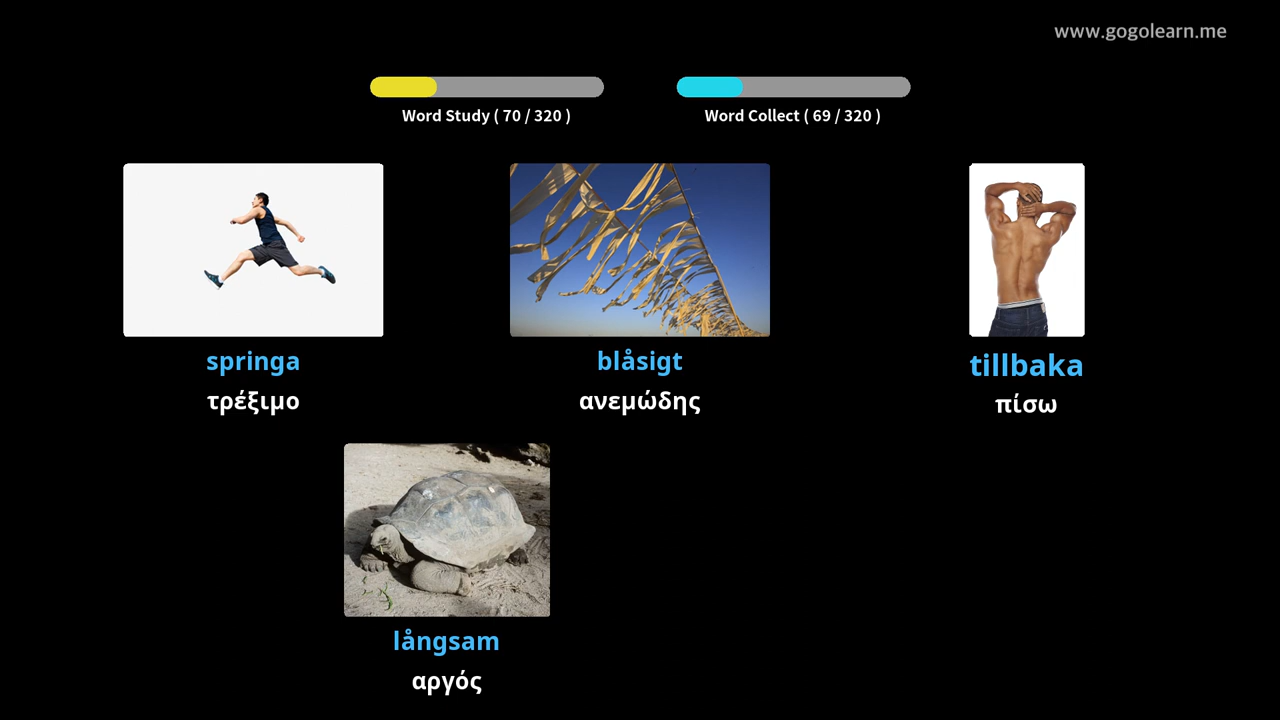 www.gogolearn.me
Word Study ( 70 / 320 )
Word Collect ( 69 / 320 )
springa
τρέξιμο
blåsigt
ανεμώδης
tillbaka
πίσω
långsam
αργός